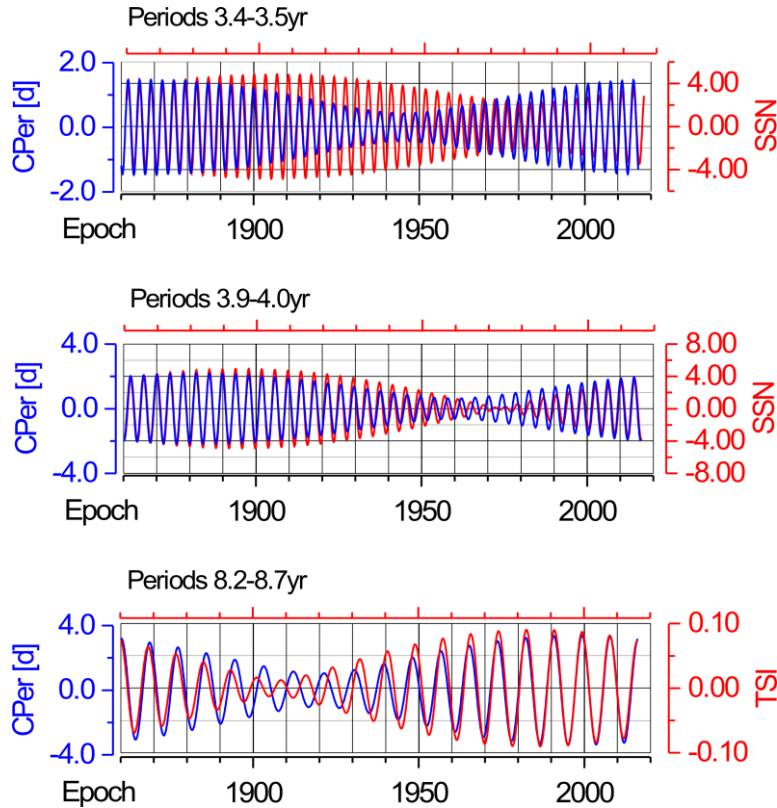 Periods 3.4-3.5yr
CPer [d]
2.0
0.0
-2.0
4.00
0.00
-4.00
SSN
Epoch
1900
1950
2000
Periods 3.9-4.0yr
CPer [d]
4.0
0.0
-4.0
8.00
4.00
0.00
-4.00
-8.00
SSN
Epoch
1900
1950
2000
Periods 8.2-8.7yr
CPer [d]
4.0
0.0
-4.0
0.10
0.00
-0.10
TSI
Epoch
1900
1950
2000